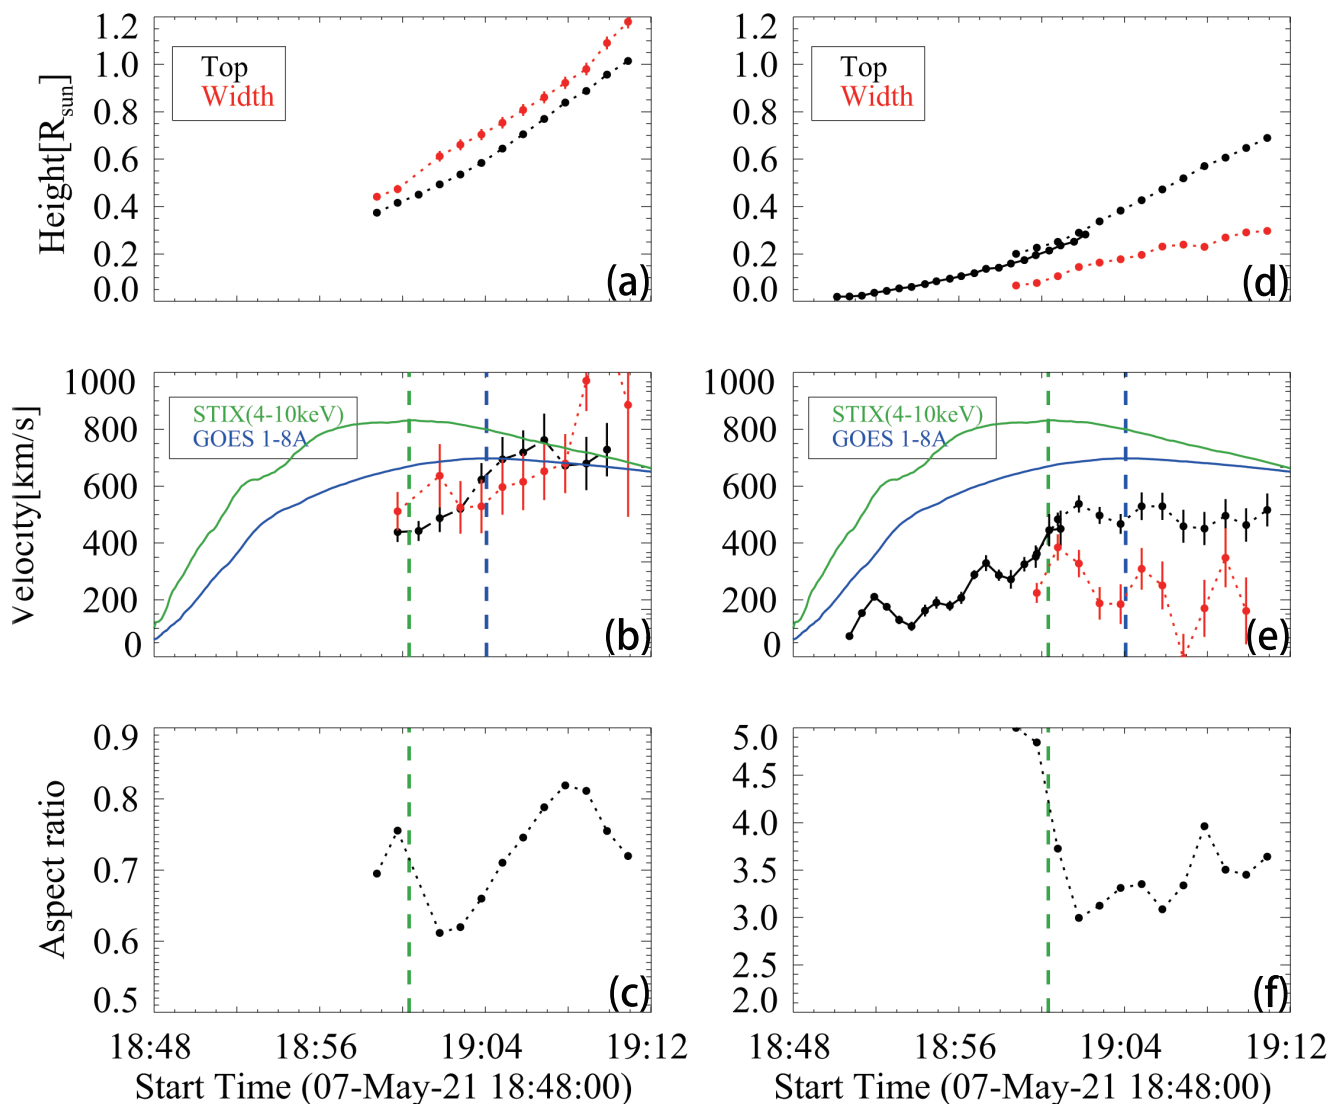 1.2
1.0
0.8
0.6
0.4
0.2
0.0
Height[R_sun]
Top
Width
(a)
1.2
1.0
0.8
0.6
0.4
0.2
0.0
Top
Width
(d)
1000
800
600
400
200
0
Velocity[km/s]
STIX(4-10keV)
GOES 1-8A
(b)
1000
800
600
400
200
0
STIX(4-10keV)
GOES 1-8A
(e)
0.9
0.8
0.7
0.6
0.5
Aspect ratio
(c)
5.0
4.5
4.0
3.5
3.0
2.5
2.0
(f)
18:48 18:56 19:04 19:12
Start Time (07-May-21 18:48:00)
18:48 18:56 19:04 19:12
Start Time (07-May-21 18:48:00)